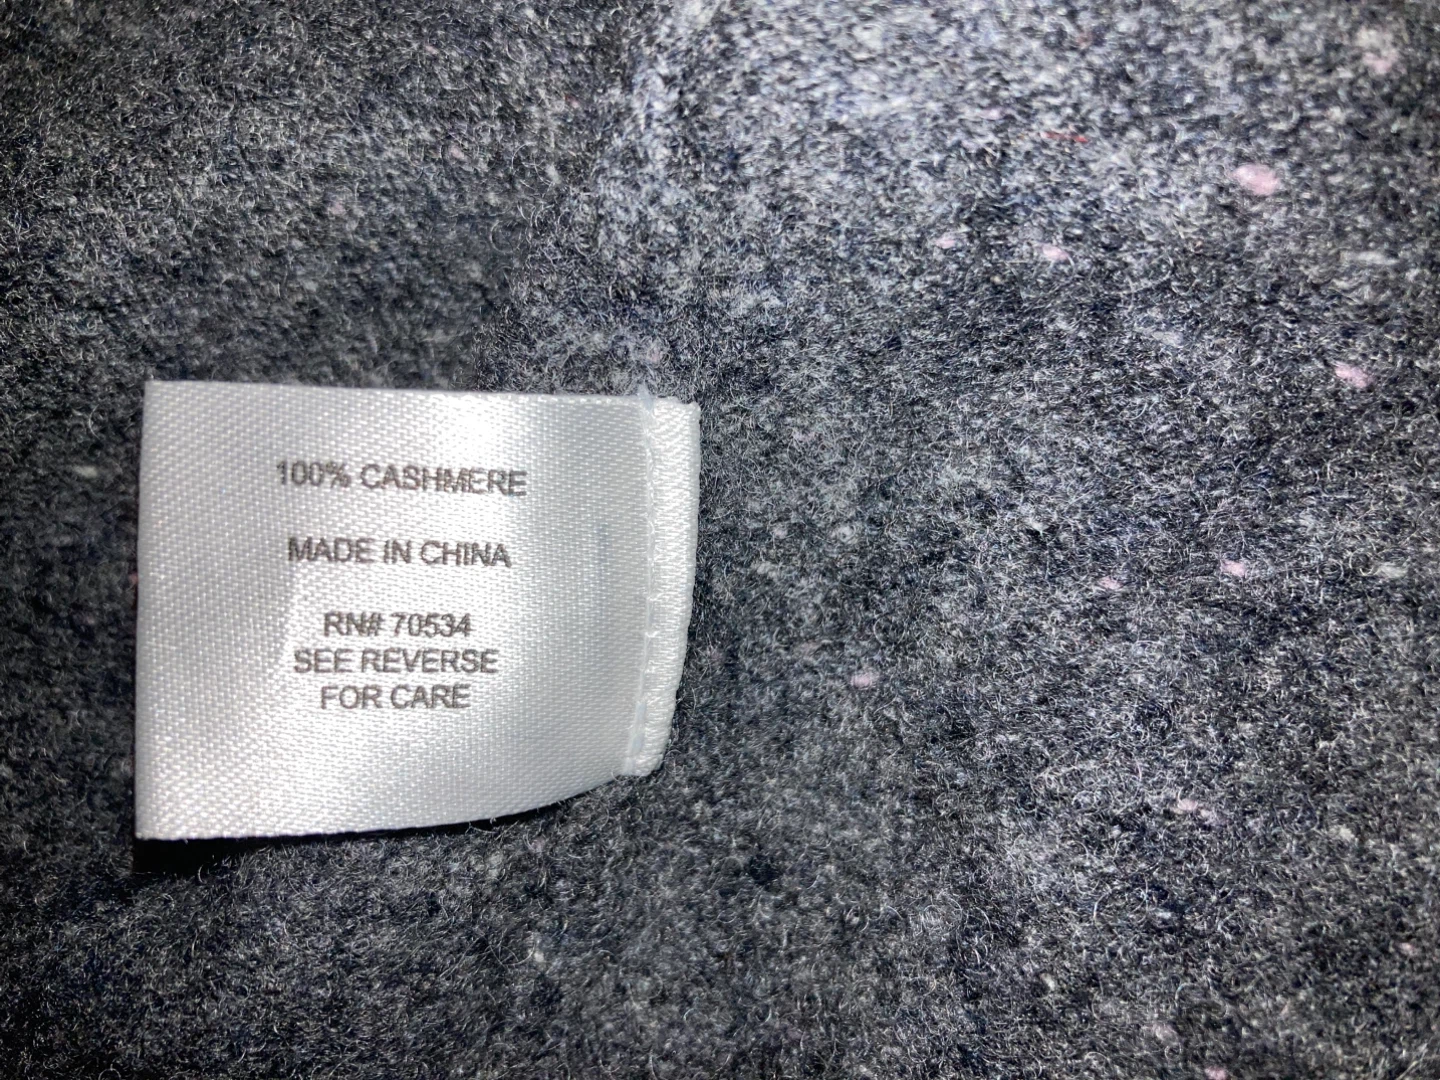 100% CASHMERE
MADE IN CHINA
RN# 70534
SEE REVERSE
FOR CARE